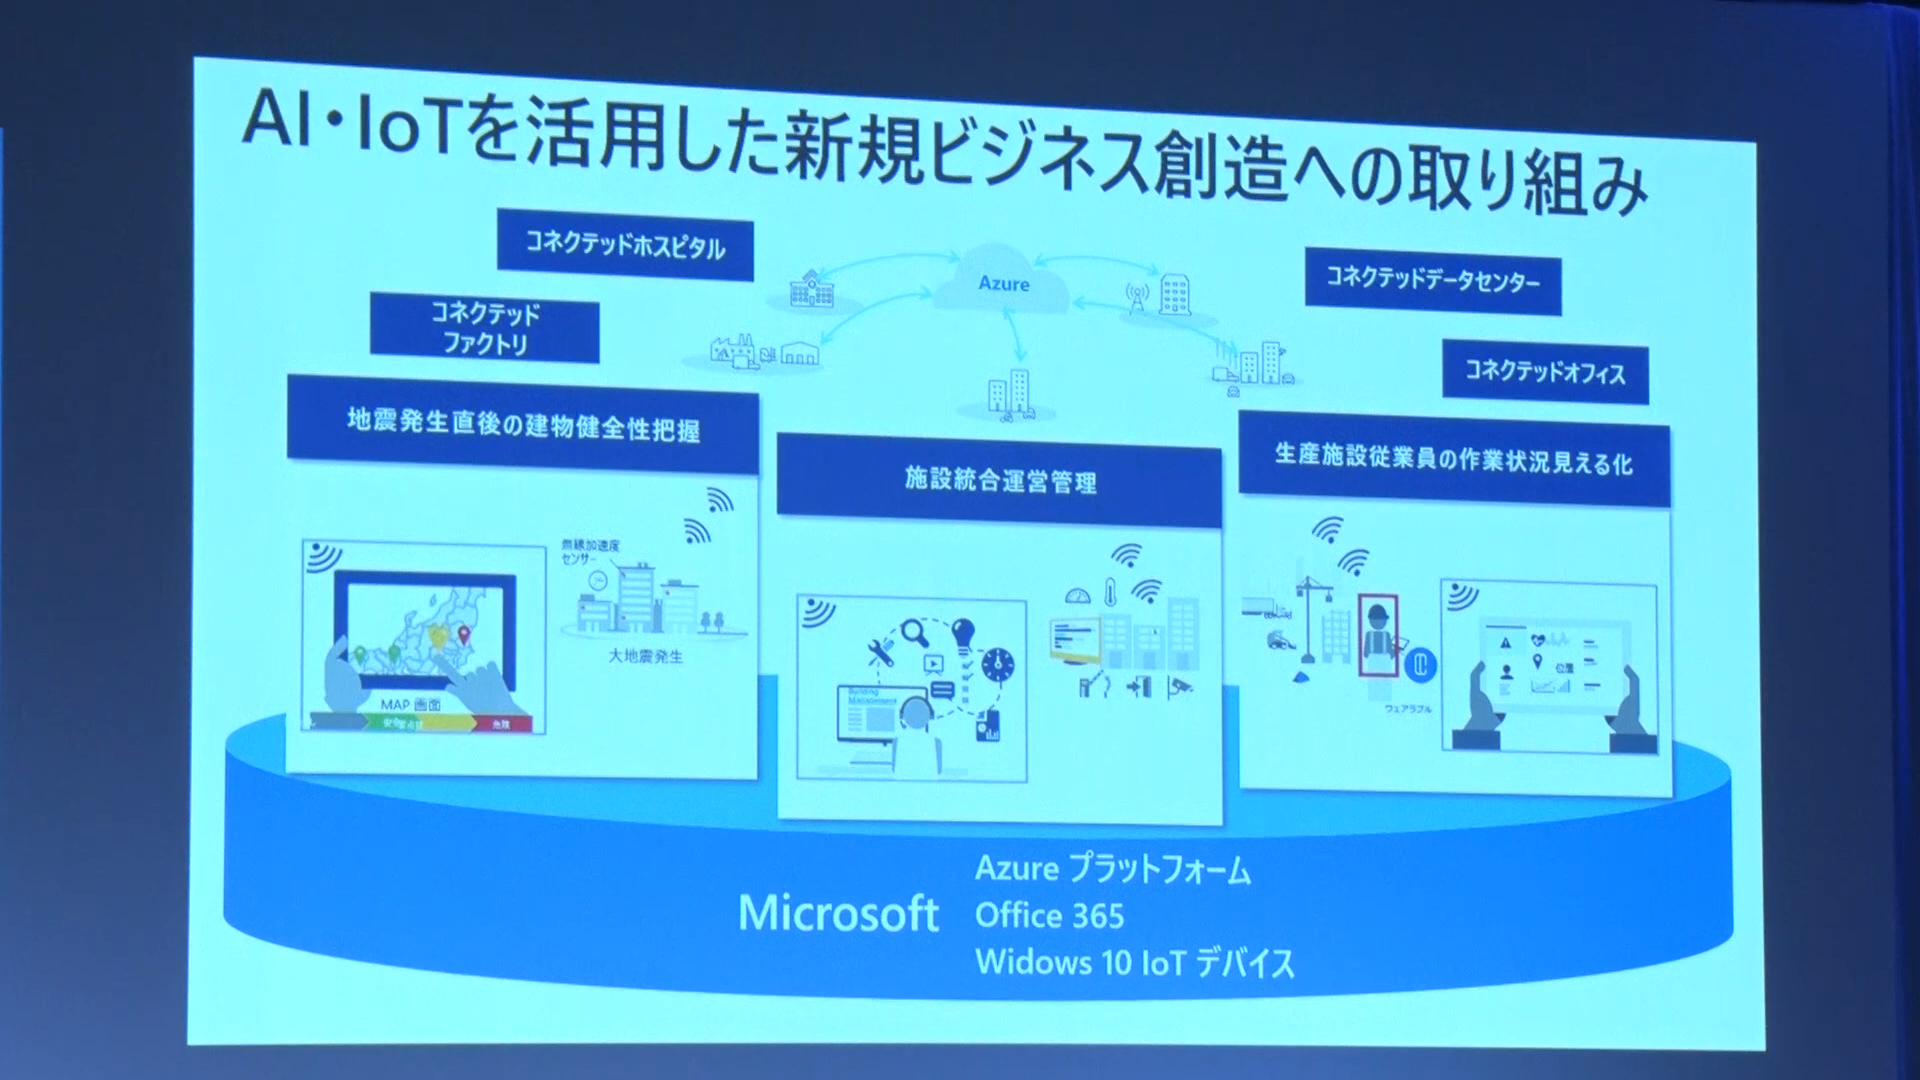 AI・IoTを活用した新規ビジネス創造への取り組み
コネクテッドホスピタル
Azure
コネクテッドデータセンター
コネクテッド
ファクトリ
コネクテッドオフィス
地震発生直後の建物健全性把握
施設統合運営管理
生産施設従業員の作業状況見える化
無線加速度
センサー
大地震発生
MAP 画面
危険
Building
Management
ウェアラブル
位置
Microsoft
Azure プラットフォーム
Office 365
Widows 10 IoT デバイス